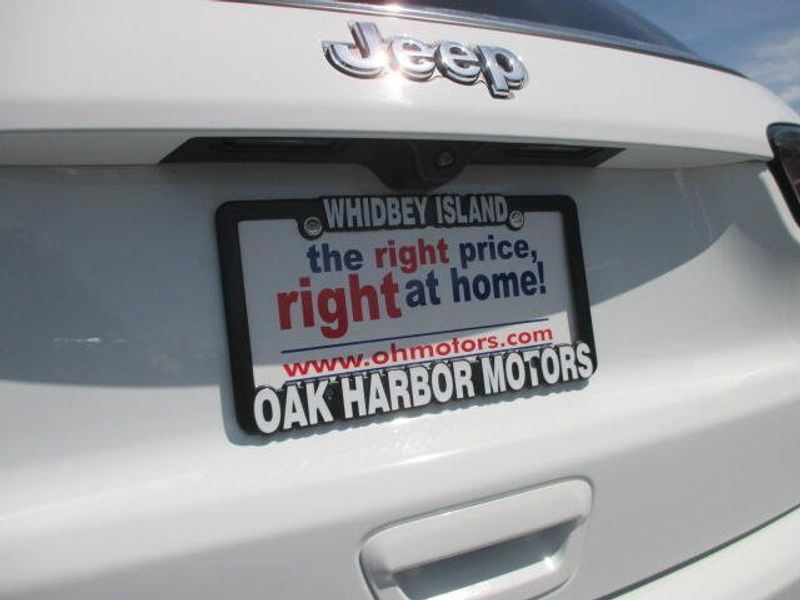 Jeep
WHIDBEY ISLAND
the right price,
right at home!
www.ohmotors.com
OAK HARBOR MOTORS